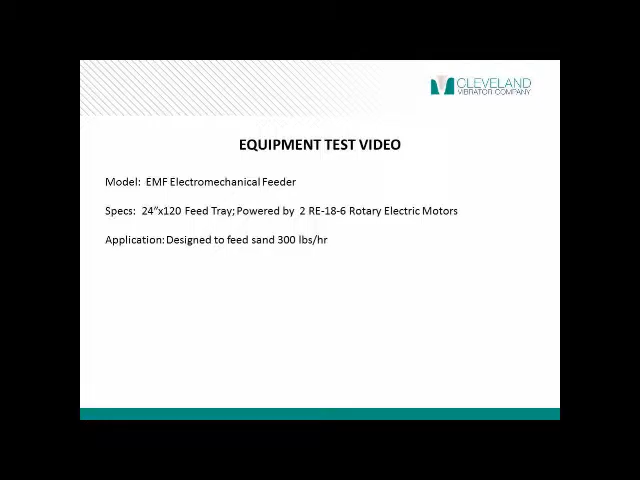 CLEVELAND
VIBRATOR COMPANY
EQUIPMENT TEST VIDEO
Model: EMF Electromechanical Feeder
Specs: 24"x120 Feed Tray; Powered by 2 RE-18-6 Rotary Electric Motors
Application: Designed to feed sand 300 lbs/hr